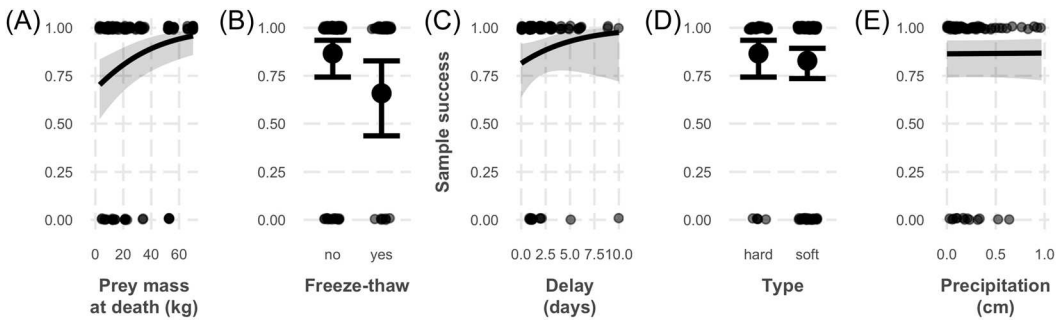 (A) (B) (C) (D) (E)
1.00 1.00 1.00 1.00 1.00
0.75 0.75 0.75 0.75 0.75
0.50 0.50 0.50 0.50 0.50
0.25 0.25 0.25 0.25 0.25
0.00 0.00 0.00 0.00 0.00
Sample success
0 20 40 60 no yes 0.0 2.5 5.0 7.5 10.0 hard soft 0.0 0.5 1.0
Prey mass Freeze-thaw Delay Type Precipitation
at death (kg) (days) (cm)